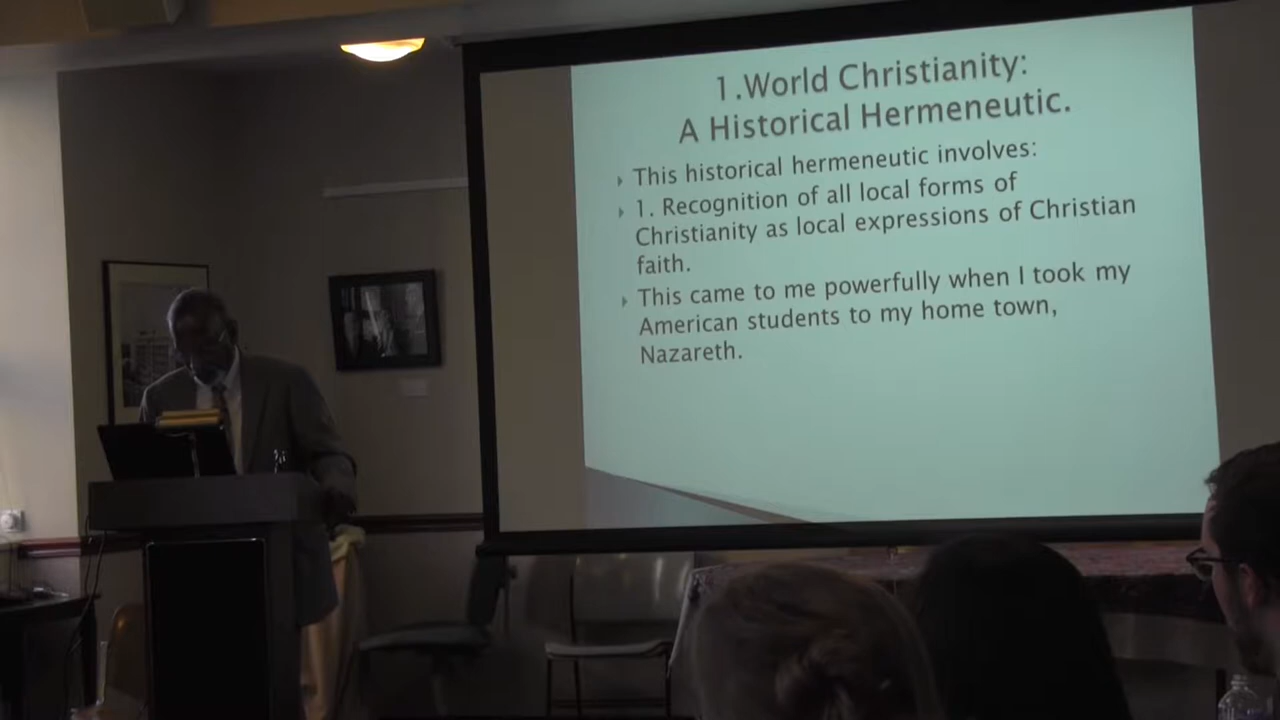 1.World Christianity:
A Historical Hermeneutic.
This historical hermeneutic involves:
1. Recognition of all local forms of
Christianity as local expressions of Christian
faith.
This came to me powerfully when I took my
American students to my home town,
Nazareth.